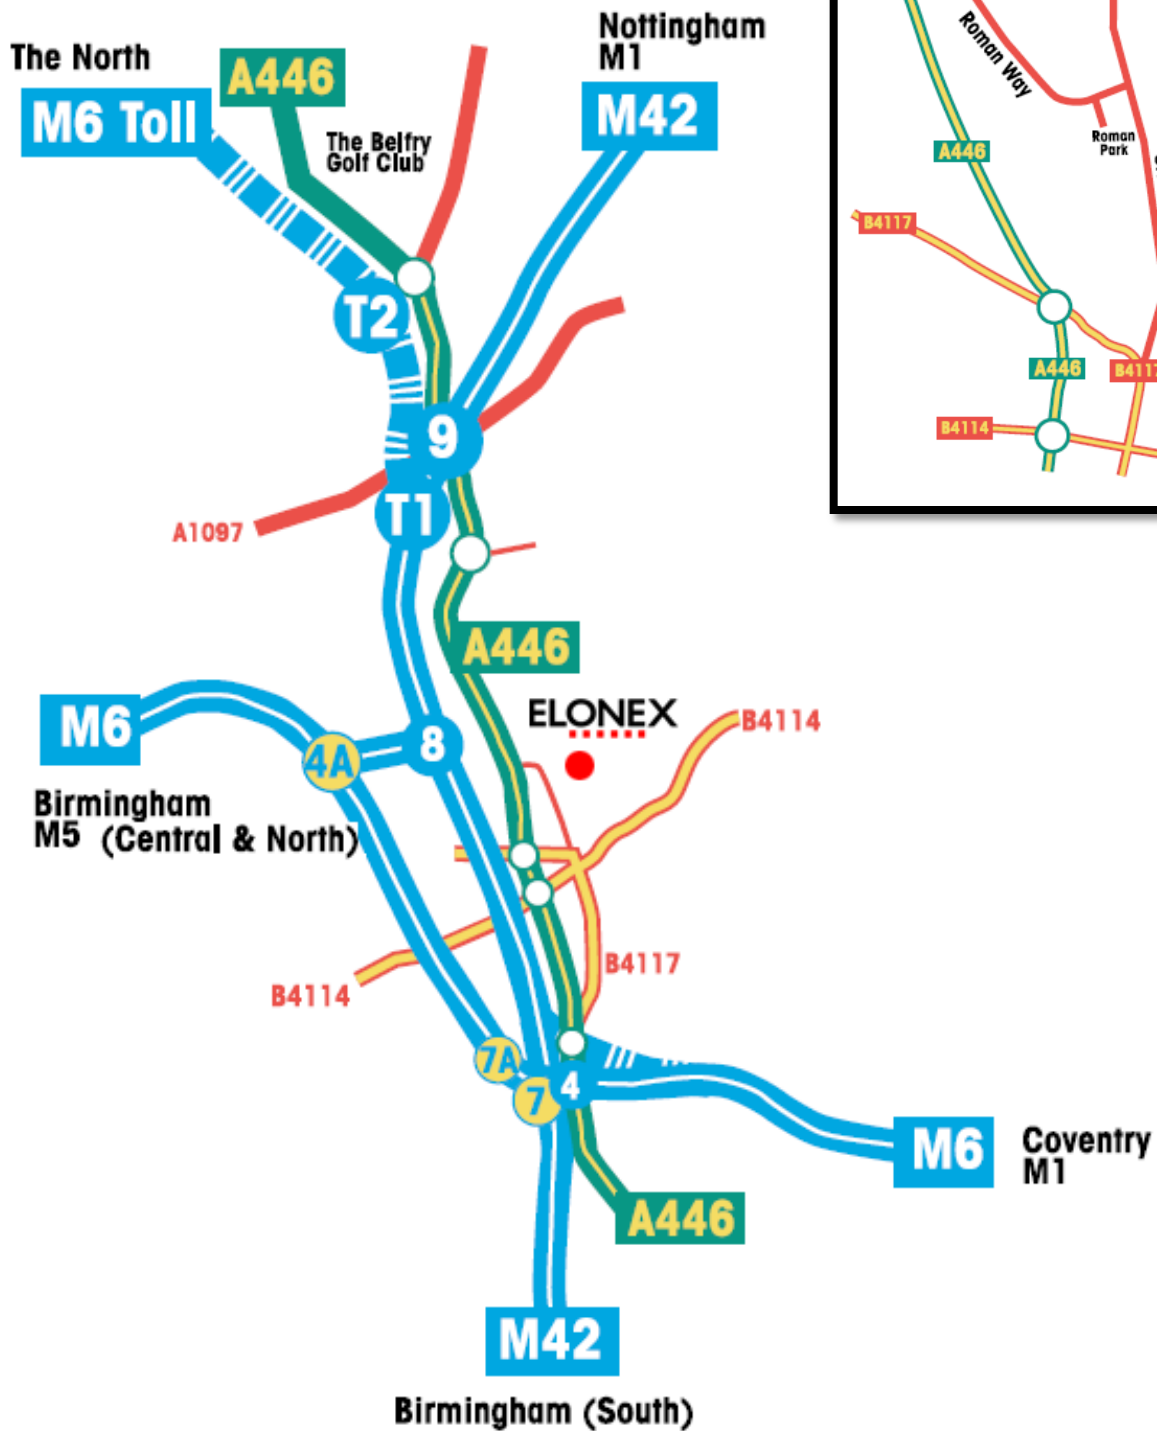 The North
M6 Toll
A446
The Belfry
Golf Club
Nottingham
M1
M42
T2
9
T1
A1097
A446
M6
Birmingham
M5 (Central & North)
4A
8
ELONEX
B4114
B4114
B4117
7A
7
4
M6
Coventry
M1
A446
M42
Birmingham (South)
Roman Way
Roman
Park
A446
B4117
A446
B4117
B4114